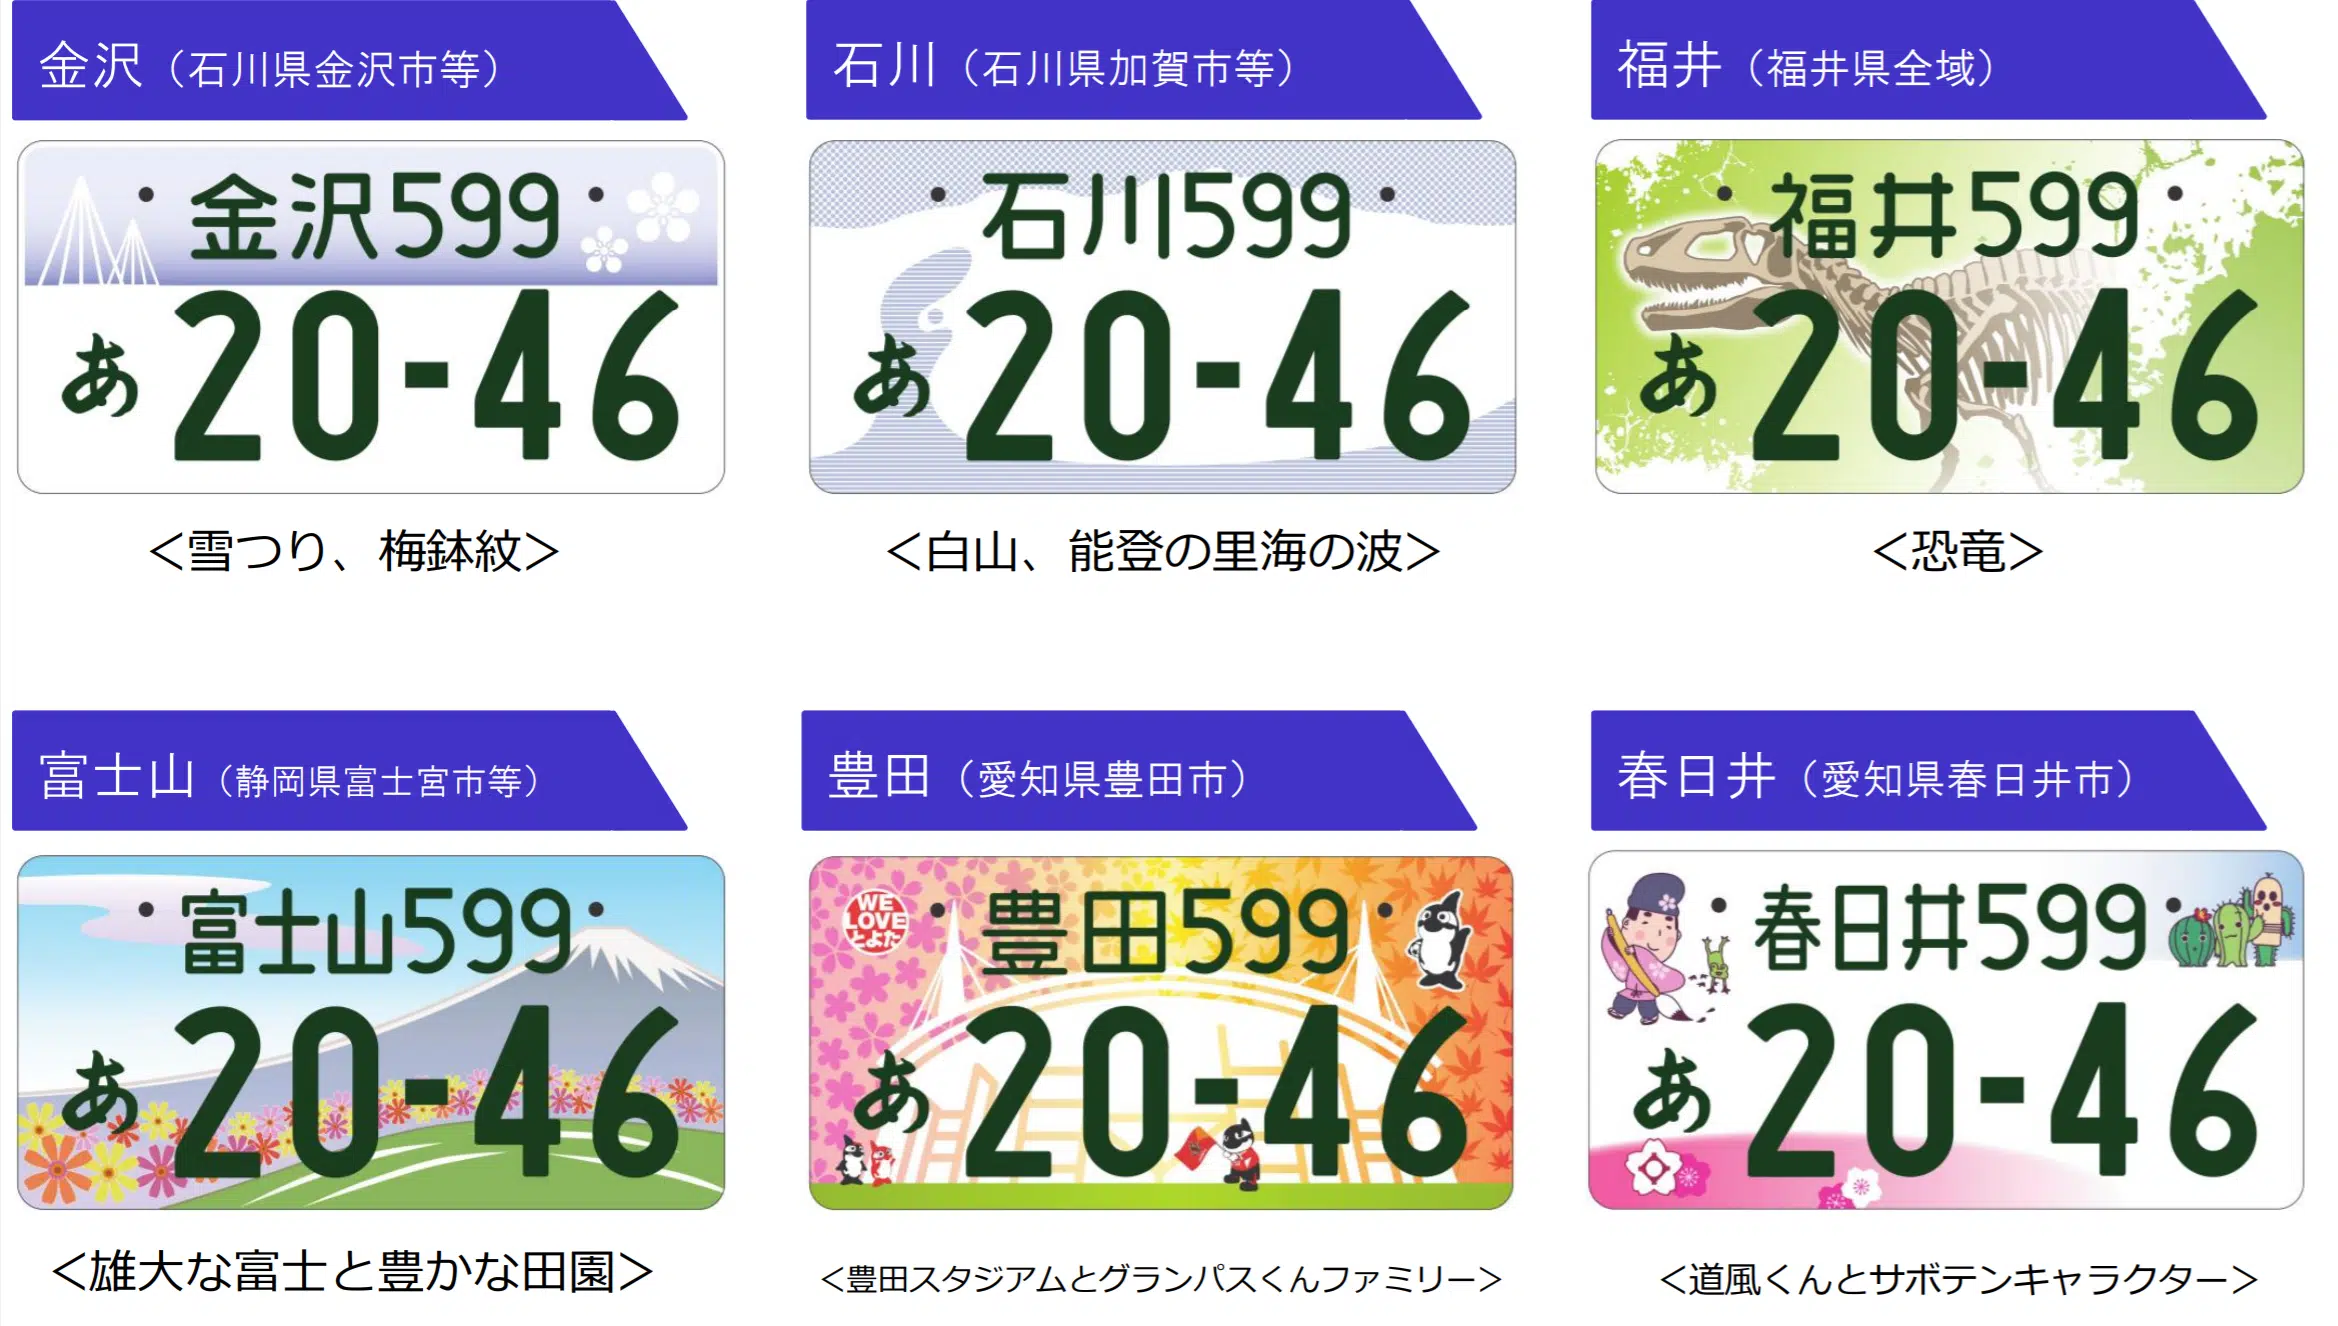 金沢（石川県金沢市等）
石川（石川県加賀市等）
福井（福井県全域）
金沢599
あ 20-46
石川599
あ 20-46
福井599
あ 20-46
＜雪つり、梅鉢紋＞
＜白山、能登の里海の波＞
＜恐竜＞
富士山（静岡県富士宮市等）
豊田（愛知県豊田市）
春日井（愛知県春日井市）
富士山599
あ 20-46
WE
LOVE
とよた
豊田599
あ 20-46
春日井599
あ 20-46
＜雄大な富士と豊かな田園＞
＜豊田スタジアムとグランパスくんファミリー＞
＜道風くんとサボテンキャラクター＞